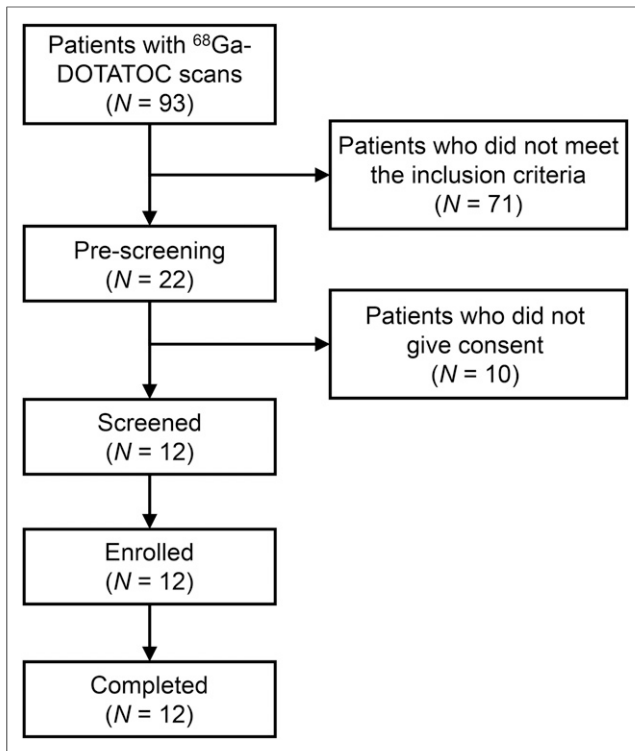 Patients with ⁶⁸Ga-
DOTATOC scans
(N = 93)
Patients who did not meet
the inclusion criteria
(N = 71)
Pre-screening
(N = 22)
Patients who did not
give consent
(N = 10)
Screened
(N = 12)
Enrolled
(N = 12)
Completed
(N = 12)